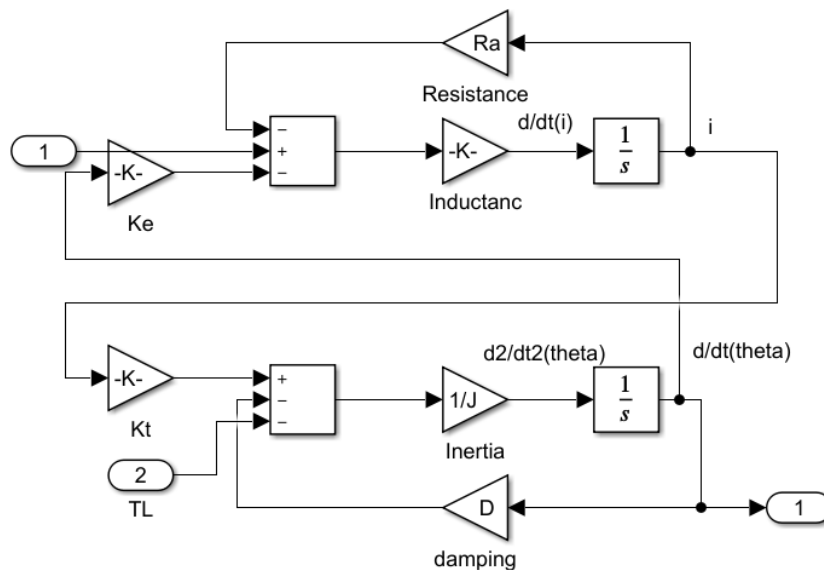 Ra
Resistance
d/dt(i)
i
1
-K-
Ke
−
+
−
-K-
Inductanc
1
s
-K-
Kt
+
−
−
d2/dt2(theta)
d/dt(theta)
1/J
Inertia
1
s
2
TL
D
damping
1